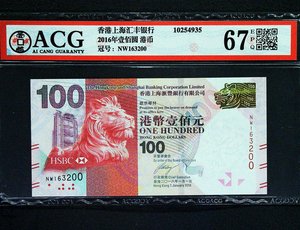 ACG
AI CANG GUARANTY
香港上海汇丰银行
2016年壹佰圆 港币
冠号: NW163200
10254935
67 EPQ
The Hongkong and Shanghai Banking Corporation Limited
香港上海滙豐銀行有限公司
100
港幣壹佰元
ONE HUNDRED
HONG KONG DOLLARS
100
HSBC
NW163200
NW163200